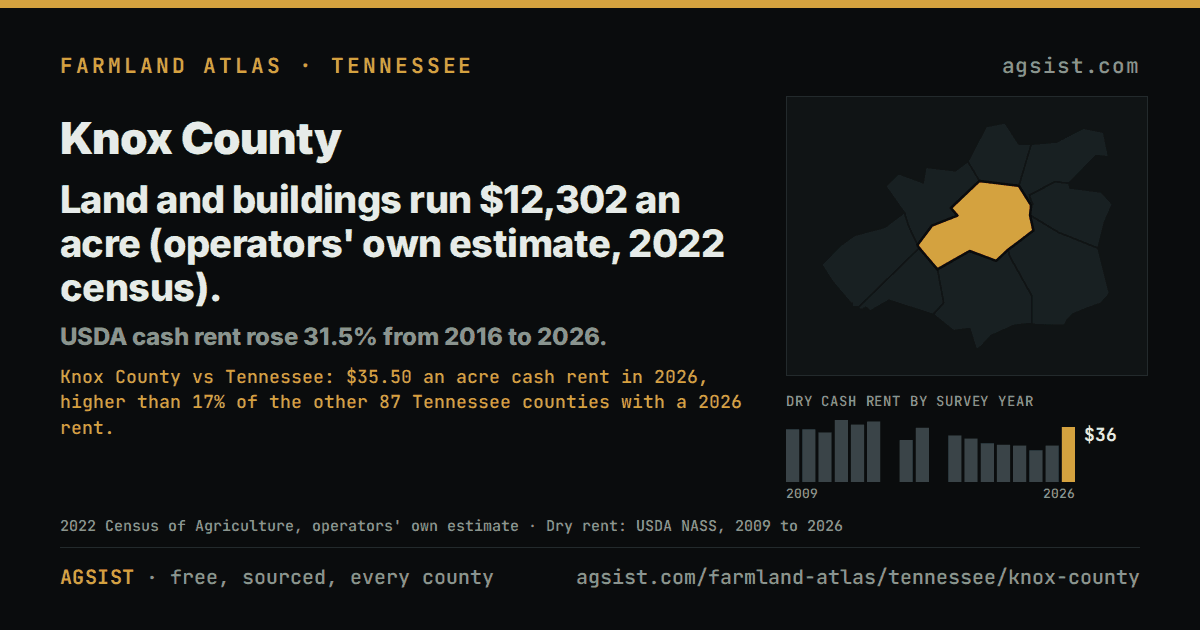 FARMLAND ATLAS · TENNESSEE
agsist.com
Knox County
Land and buildings run $12,302 an
acre (operators' own estimate, 2022
census).
USDA cash rent rose 31.5% from 2016 to 2026.
Knox County vs Tennessee: $35.50 an acre cash rent in 2026,
higher than 17% of the other 87 Tennessee counties with a 2026
rent.
DRY CASH RENT BY SURVEY YEAR
$36
2009
2026
2022 Census of Agriculture, operators' own estimate · Dry rent: USDA NASS, 2009 to 2026
AGSIST · free, sourced, every county
agsist.com/farmland-atlas/tennessee/knox-county